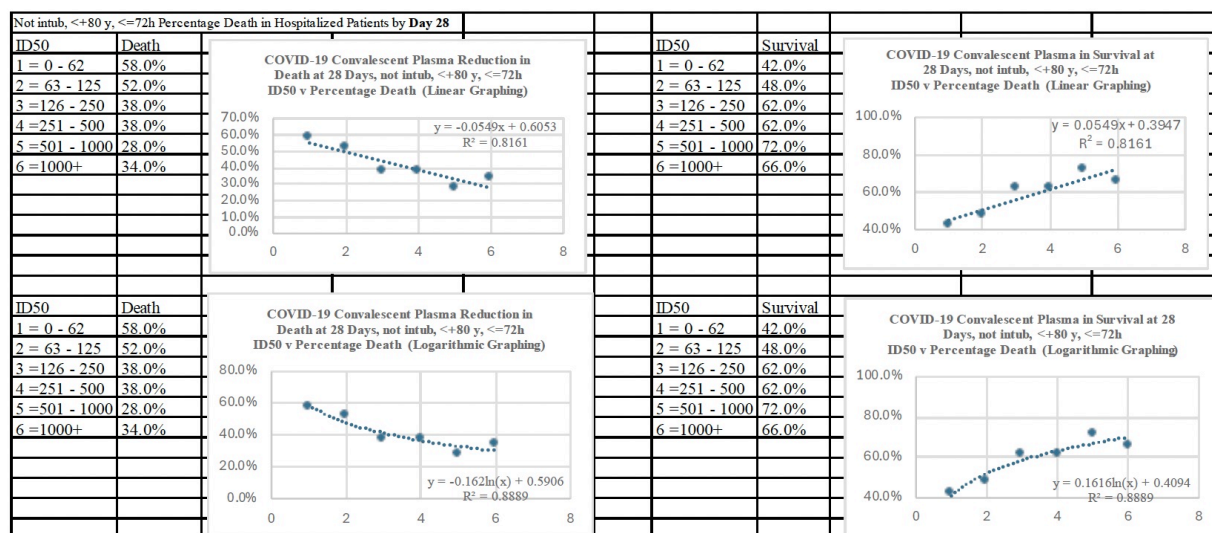 Not intub, <+80 y, <=72h Percentage Death in Hospitalized Patients by Day 28
ID50 Death
1 = 0 - 62 58.0%
2 = 63 - 125 52.0%
3 =126 - 250 38.0%
4 =251 - 500 38.0%
5 =501 - 1000 28.0%
6 =1000+ 34.0%
COVID-19 Convalescent Plasma Reduction in
Death at 28 Days, not intub, <+80 y, <=72h
ID50 v Percentage Death (Linear Graphing)
70.0%
60.0%
50.0%
40.0%
30.0%
20.0%
10.0%
0.0%
y = -0.0549x + 0.6053
R² = 0.8161
0 2 4 6 8
ID50 Survival
1 = 0 - 62 42.0%
2 = 63 - 125 48.0%
3 =126 - 250 62.0%
4 =251 - 500 62.0%
5 =501 - 1000 72.0%
6 =1000+ 66.0%
COVID-19 Convalescent Plasma in Survival at
28 Days, not intub, <+80 y, <=72h
ID50 v Percentage Death (Linear Graphing)
100.0%
80.0%
60.0%
40.0%
y = 0.0549x + 0.3947
R² = 0.8161
0 2 4 6 8
ID50 Death
1 = 0 - 62 58.0%
2 = 63 - 125 52.0%
3 =126 - 250 38.0%
4 =251 - 500 38.0%
5 =501 - 1000 28.0%
6 =1000+ 34.0%
COVID-19 Convalescent Plasma Reduction in
Death at 28 Days, not intub, <+80 y, <=72h
ID50 v Percentage Death (Logarithmic Graphing)
80.0%
60.0%
40.0%
20.0%
0.0%
y = -0.162ln(x) + 0.5906
R² = 0.8889
0 2 4 6 8
ID50 Survival
1 = 0 - 62 42.0%
2 = 63 - 125 48.0%
3 =126 - 250 62.0%
4 =251 - 500 62.0%
5 =501 - 1000 72.0%
6 =1000+ 66.0%
COVID-19 Convalescent Plasma in Survival at 28
Days, not intub, <+80 y, <=72h
ID50 v Percentage Death (Logarithmic Graphing)
100.0%
80.0%
60.0%
40.0%
y = 0.1616ln(x) + 0.4094
R² = 0.8889
0 2 4 6 8